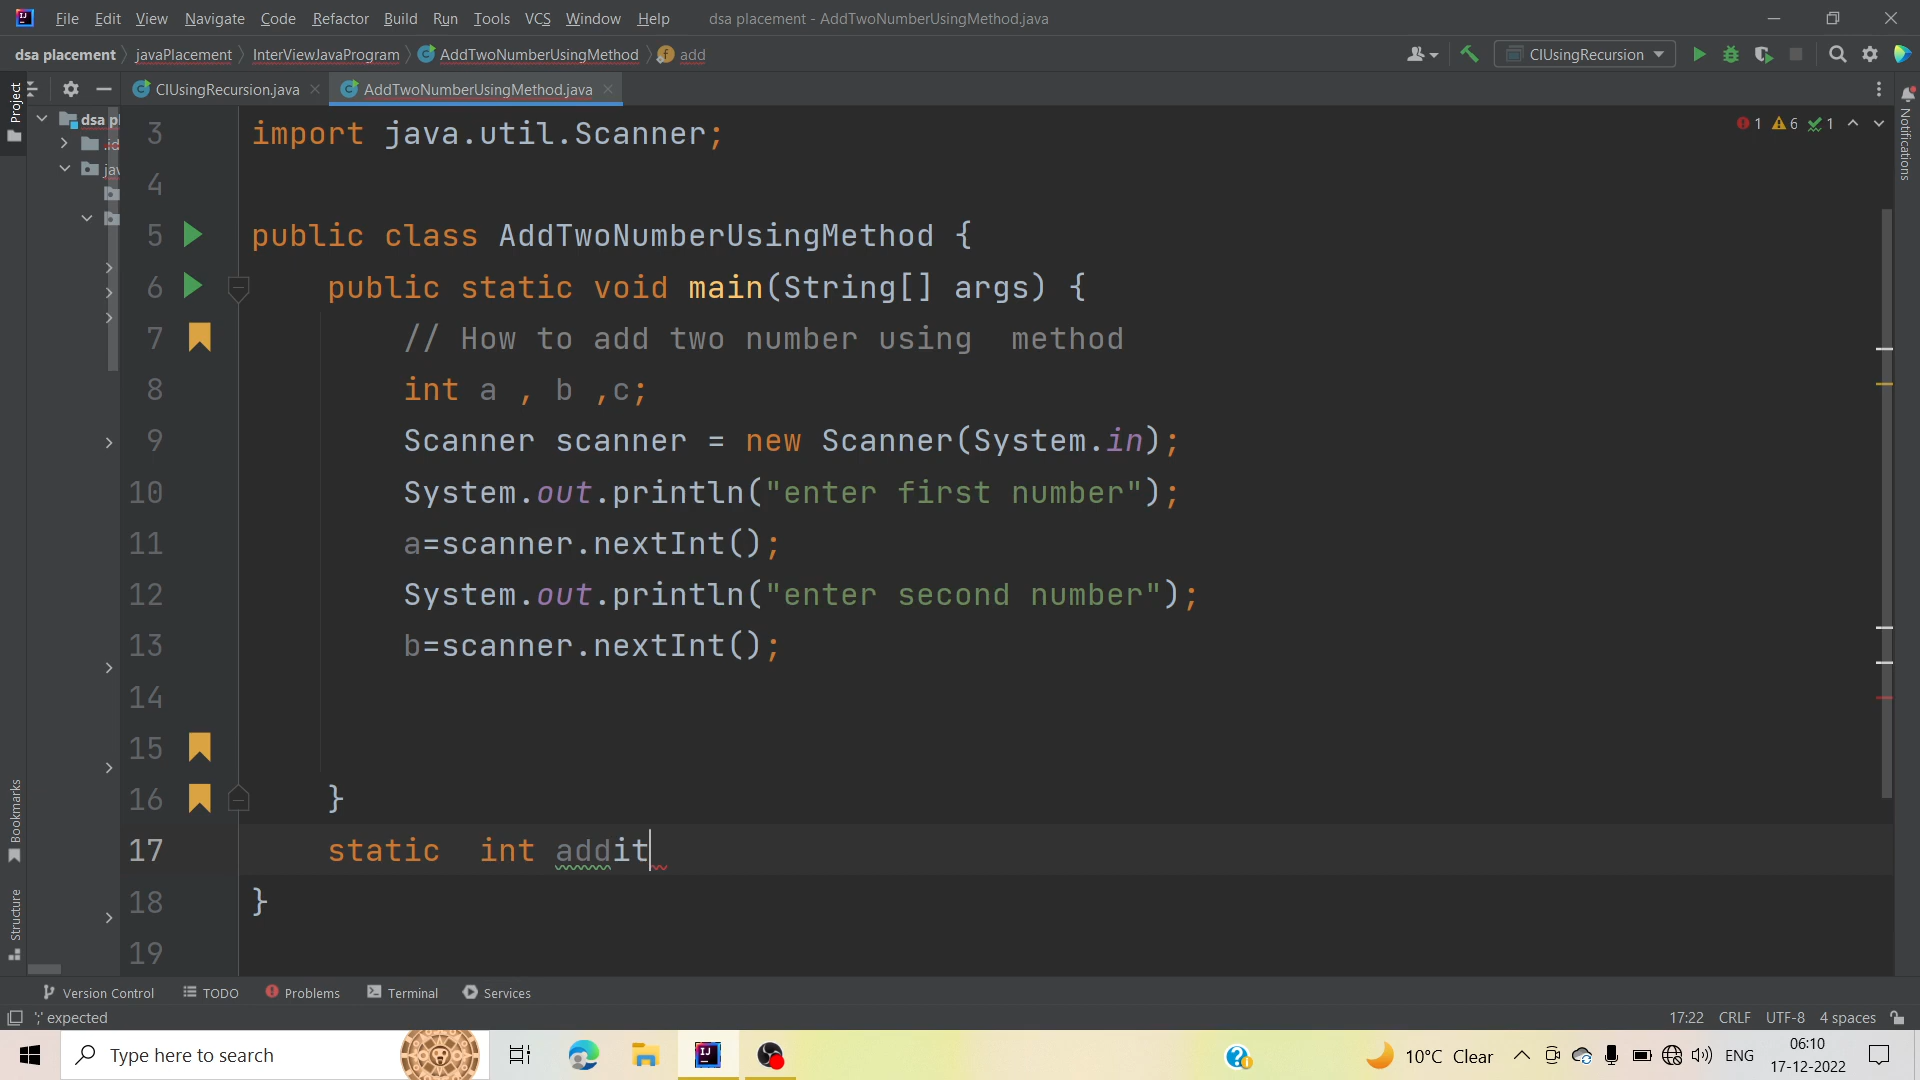 File Edit View Navigate Code Refactor Build Run Tools VCS Window Help dsa placement - AddTwoNumberUsingMethod.java
dsa placement javaPlacement InterViewJavaProgram AddTwoNumberUsingMethod add CIUsingRecursion
CIUsingRecursion.java AddTwoNumberUsingMethod.java
Project
dsa pl
.id
jav
Notifications
1 6 1
3 import java.util.Scanner;
4
5 public class AddTwoNumberUsingMethod {
6 public static void main(String[] args) {
7 // How to add two number using  method
8 int a , b ,c;
9 Scanner scanner = new Scanner(System.in);
10 System.out.println("enter first number");
11 a=scanner.nextInt();
12 System.out.println("enter second number");
13 b=scanner.nextInt();
14
15
16 }
17 static  int addit
18 }
19
Bookmarks
Structure
Version Control TODO Problems Terminal Services
';' expected 17:22 CRLF UTF-8 4 spaces
Type here to search 10°C Clear ENG 06:10
17-12-2022